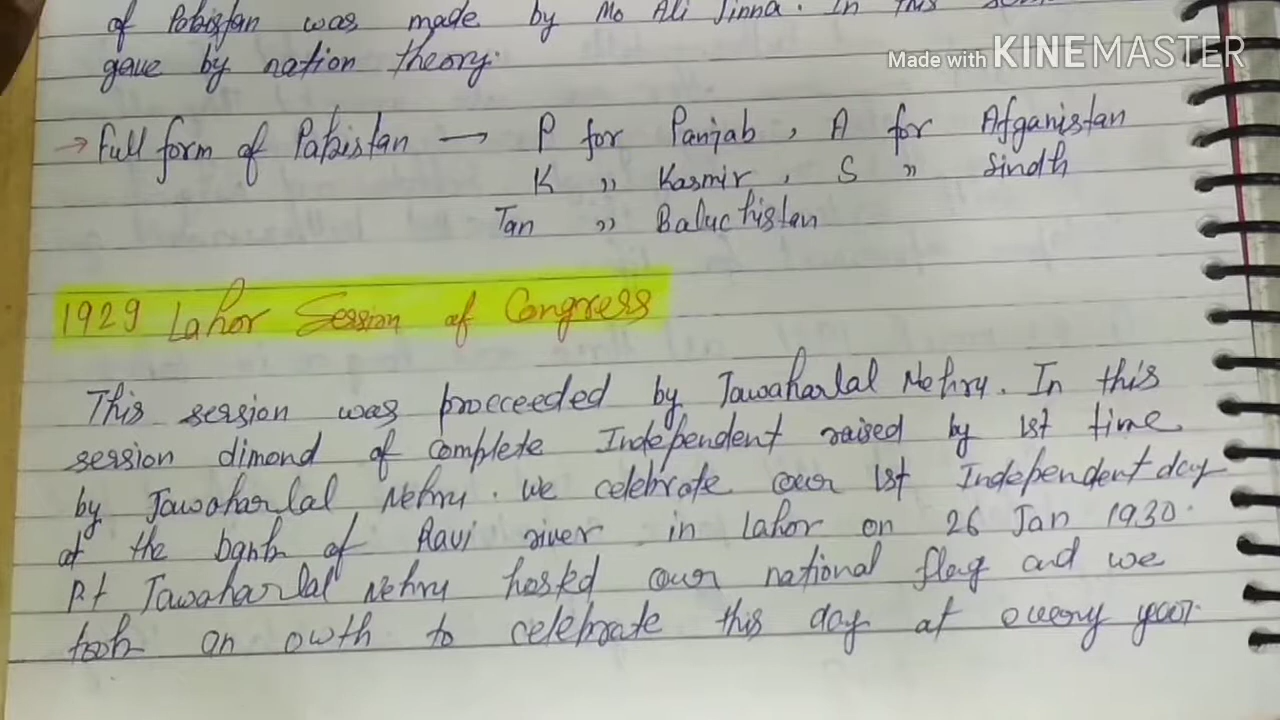 of Pakistan was made by Mo Ali Jinna. In this
Made with KINEMASTER
gave by nation theory.
→ Full form of Pakistan — P for Panjab, A for Afganistan
K " Kasmir, S " Sindh
Tan " Baluchistan
1929 Lahor Session of Congress
This session was procceeded by Jawaharlal Nehru. In this
session dimond of complete Independent raised by 1st time
by Jawaharlal Nehru. We celebrate our 1st Independent day
at the bank of Ravi river in Lahor on 26 Jan 1930.
Pt Jawaharlal Nehru hosted our national flag and we
took an owth to celebrate this day at every year.